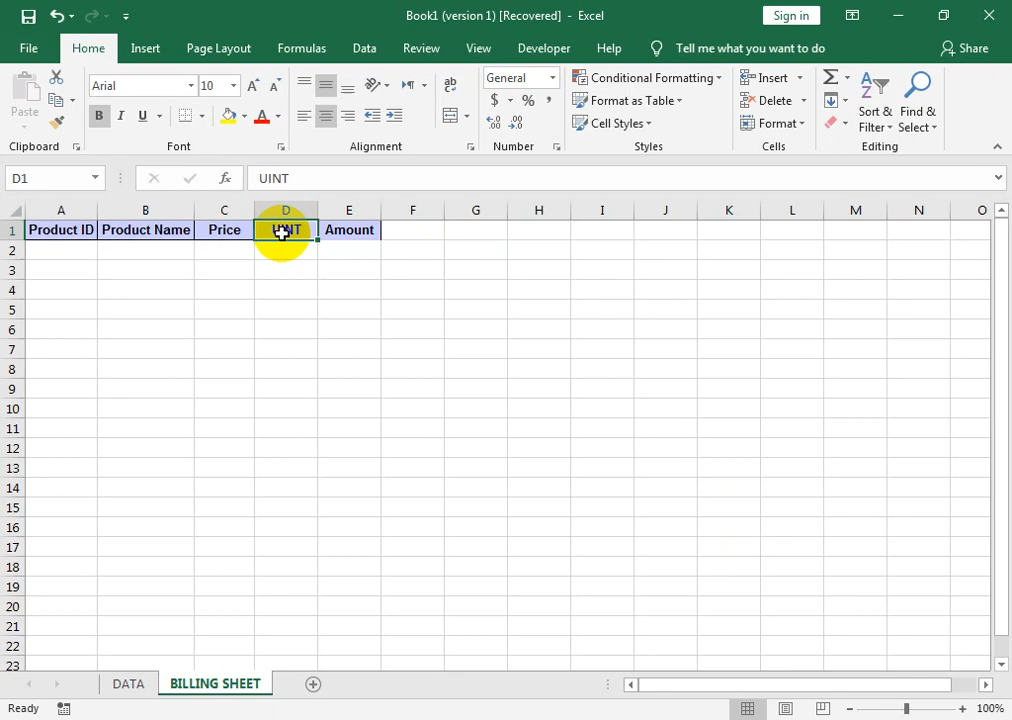 Book1 (version 1) [Recovered] - Excel
Sign in
File Home Insert Page Layout Formulas Data Review View Developer Help Tell me what you want to do Share
Paste
Arial 10
B I U A
General
$ % ,
Conditional Formatting
Format as Table
Cell Styles
Insert
Delete
Format
Sort & Filter
Find & Select
Clipboard Font Alignment Number Styles Cells Editing
D1 fx UINT
A B C D E F G H I J K L M N O
1 Product ID Product Name Price UINT Amount
2
3
4
5
6
7
8
9
10
11
12
13
14
15
16
17
18
19
20
21
22
23
DATA BILLING SHEET
Ready 100%